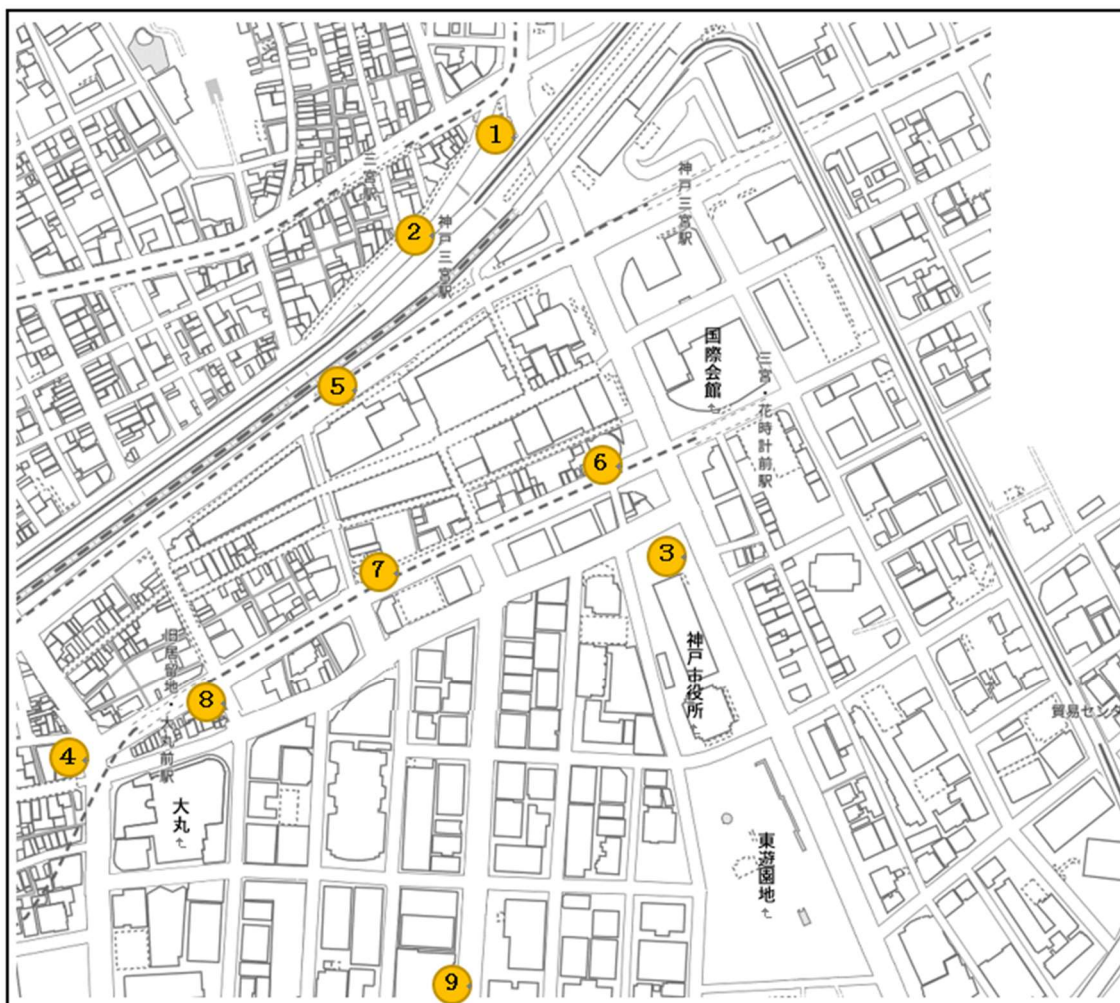 1
三宮駅
神戸三宮駅
2
神戸三宮駅
国際会館
三宮・花時計前駅
5
6
3
7
神戸市役所
旧居留地・大丸前駅
8
4
貿易センタ
大丸
東遊園地
9